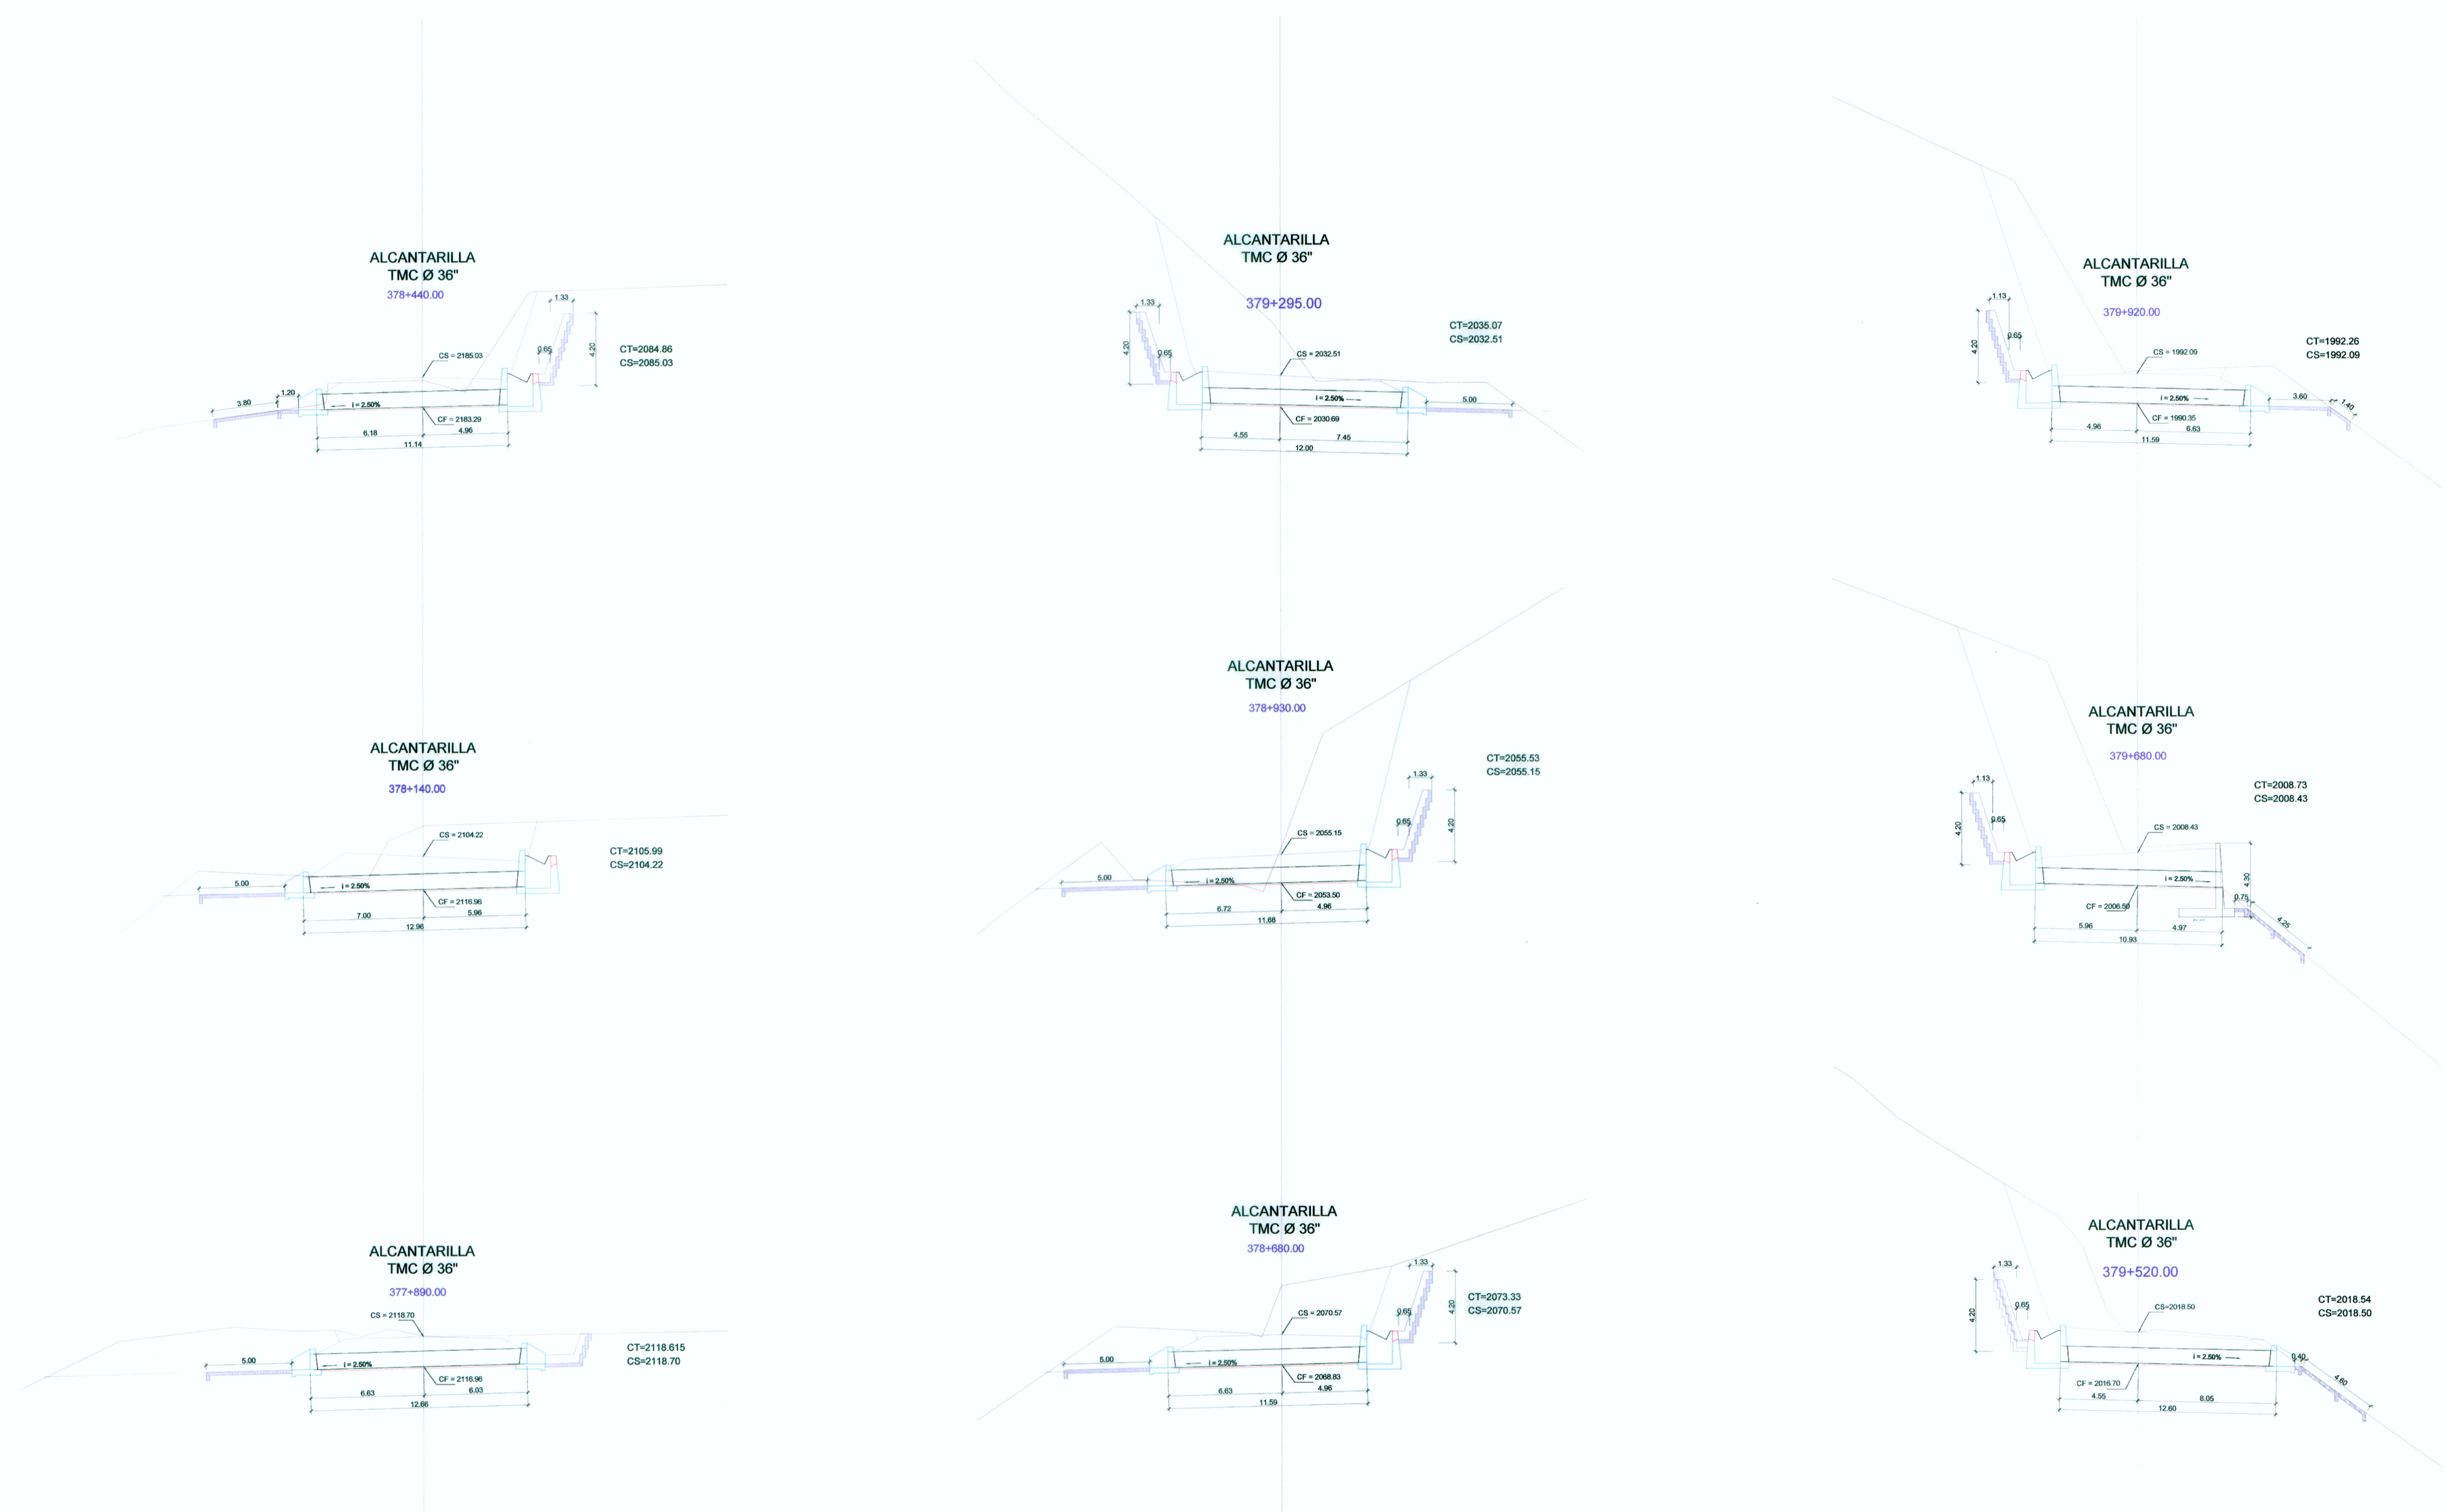 ALCANTARILLA
TMC Ø 36"
378+440.00
1.33
4.20
0.65
CS = 2185.03
CT=2084.86
CS=2085.03
3.80
1.20
i = 2.50%
CF = 2183.29
6.18
4.96
11.14
ALCANTARILLA
TMC Ø 36"
379+295.00
1.33
4.20
0.65
CS = 2032.51
CT=2035.07
CS=2032.51
i = 2.50%
5.00
CF = 2030.69
4.55
7.45
12.00
ALCANTARILLA
TMC Ø 36"
379+920.00
1.13
4.20
0.65
CS = 1992.09
CT=1992.26
CS=1992.09
i = 2.50%
3.60
1.40
CF = 1990.35
4.96
6.63
11.59
ALCANTARILLA
TMC Ø 36"
378+140.00
CS = 2104.22
CT=2105.99
CS=2104.22
5.00
i = 2.50%
CF = 2116.96
7.00
5.96
12.96
ALCANTARILLA
TMC Ø 36"
378+930.00
CT=2055.53
CS=2055.15
1.33
4.20
0.65
CS = 2055.15
5.00
i = 2.50%
CF = 2053.50
6.72
4.96
11.68
ALCANTARILLA
TMC Ø 36"
379+680.00
1.13
4.20
0.65
CS = 2008.43
CT=2008.73
CS=2008.43
i = 2.50%
4.30
0.75
4.25
CF = 2006.50
5.96
4.97
10.93
ALCANTARILLA
TMC Ø 36"
377+890.00
CS = 2118.70
CT=2118.615
CS=2118.70
5.00
i = 2.50%
CF = 2116.96
6.63
6.03
12.66
ALCANTARILLA
TMC Ø 36"
378+680.00
1.33
4.20
0.65
CS = 2070.57
CT=2073.33
CS=2070.57
5.00
i = 2.50%
CF = 2068.83
6.63
4.96
11.59
ALCANTARILLA
TMC Ø 36"
379+520.00
1.33
4.20
0.65
CS=2018.50
CT=2018.54
CS=2018.50
i = 2.50%
0.40
4.60
CF = 2016.70
4.55
8.05
12.60